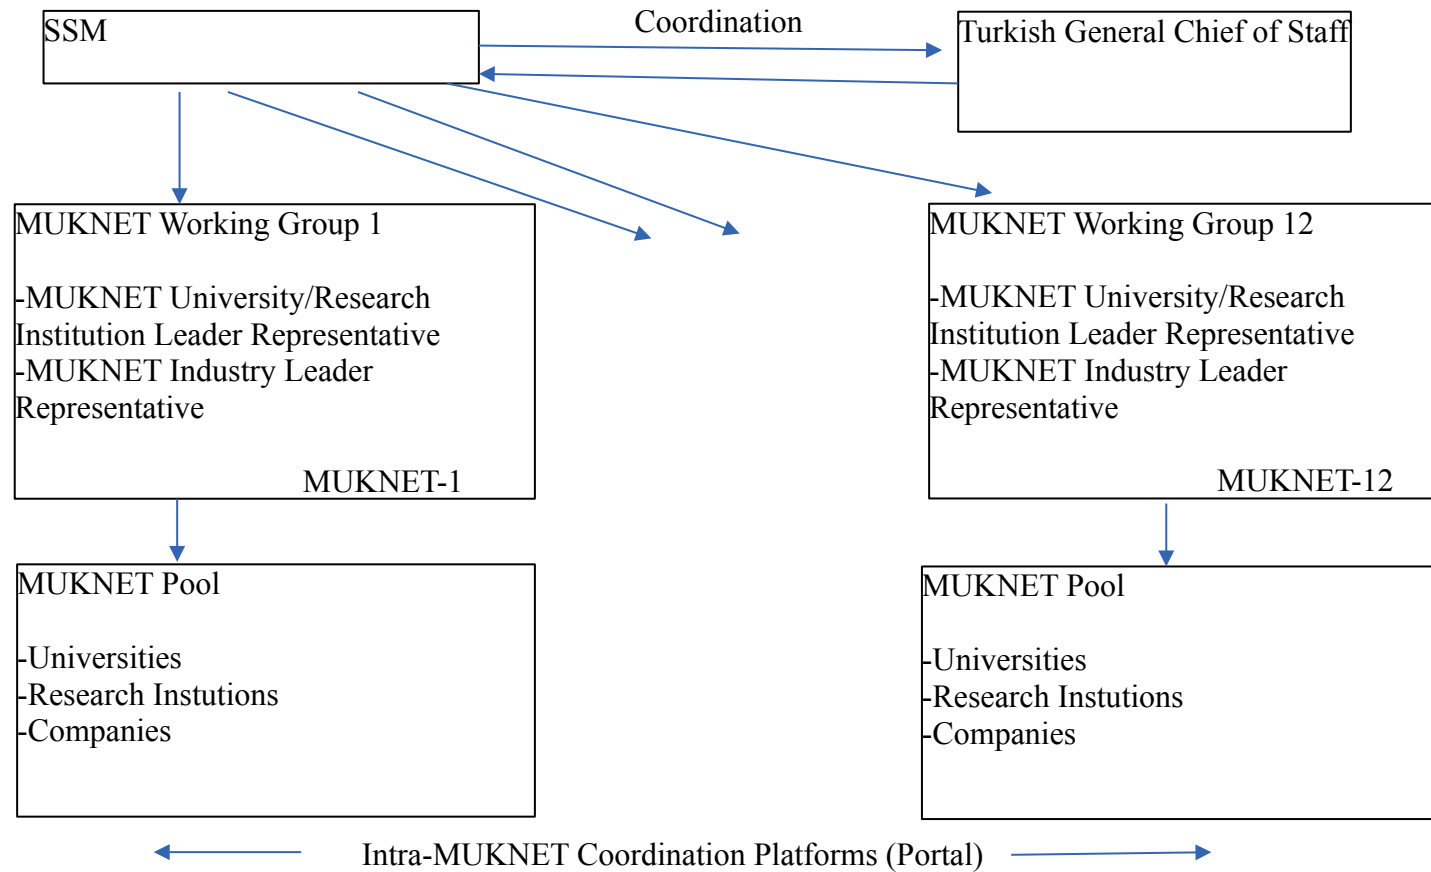 SSM
Coordination
Turkish General Chief of Staff
MUKNET Working Group 1
-MUKNET University/Research
Institution Leader Representative
-MUKNET Industry Leader
Representative
MUKNET-1
MUKNET Working Group 12
-MUKNET University/Research
Institution Leader Representative
-MUKNET Industry Leader
Representative
MUKNET-12
MUKNET Pool
-Universities
-Research Instutions
-Companies
MUKNET Pool
-Universities
-Research Instutions
-Companies
Intra-MUKNET Coordination Platforms (Portal)